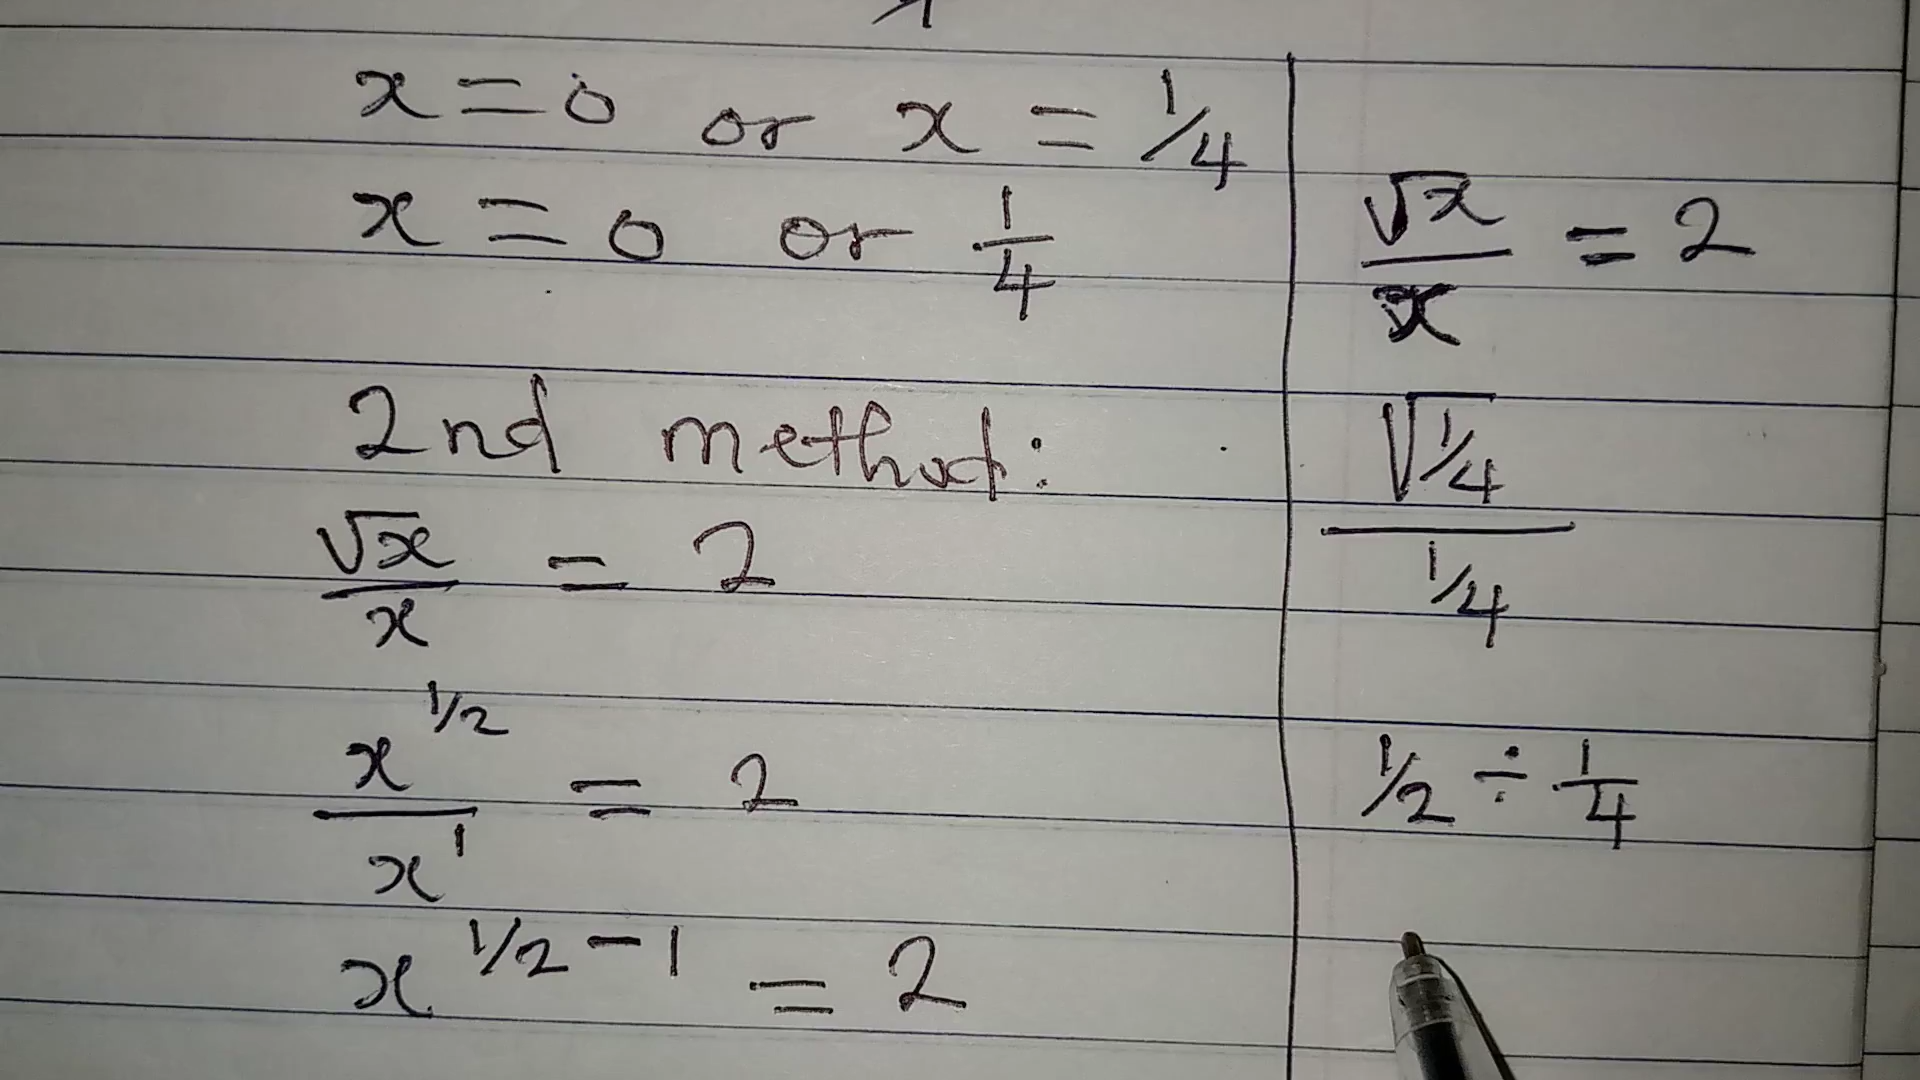 x = 0 or x = 1/4
x = 0 or 1/4
2nd method:
√x/x = 2
x^1/2 / x^1 = 2
x^1/2 - 1 = 2
√x/x = 2
√1/4 / 1/4
1/2 ÷ 1/4